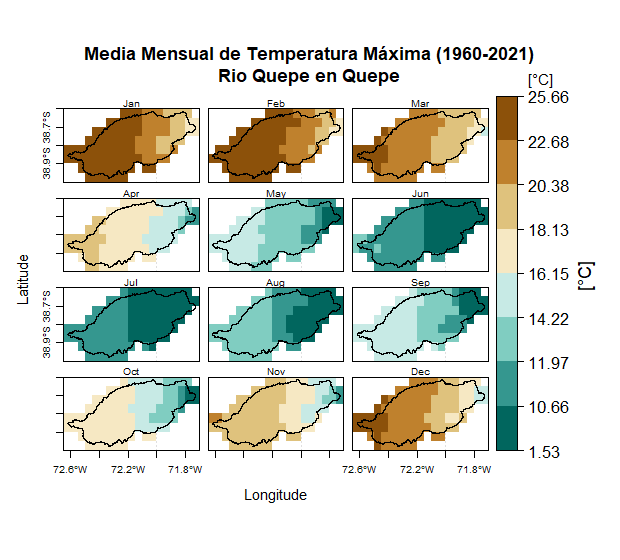 Media Mensual de Temperatura Máxima (1960-2021)
Rio Quepe en Quepe
[°C]
Jan
Feb
Mar
38.7°S
38.9°S
Apr
May
Jun
Jul
Aug
Sep
38.7°S
38.9°S
Oct
Nov
Dec
72.6°W
72.2°W
71.8°W
72.6°W
72.2°W
71.8°W
Latitude
Longitude
25.66
22.68
20.38
18.13
16.15
14.22
11.97
10.66
1.53
[°C]